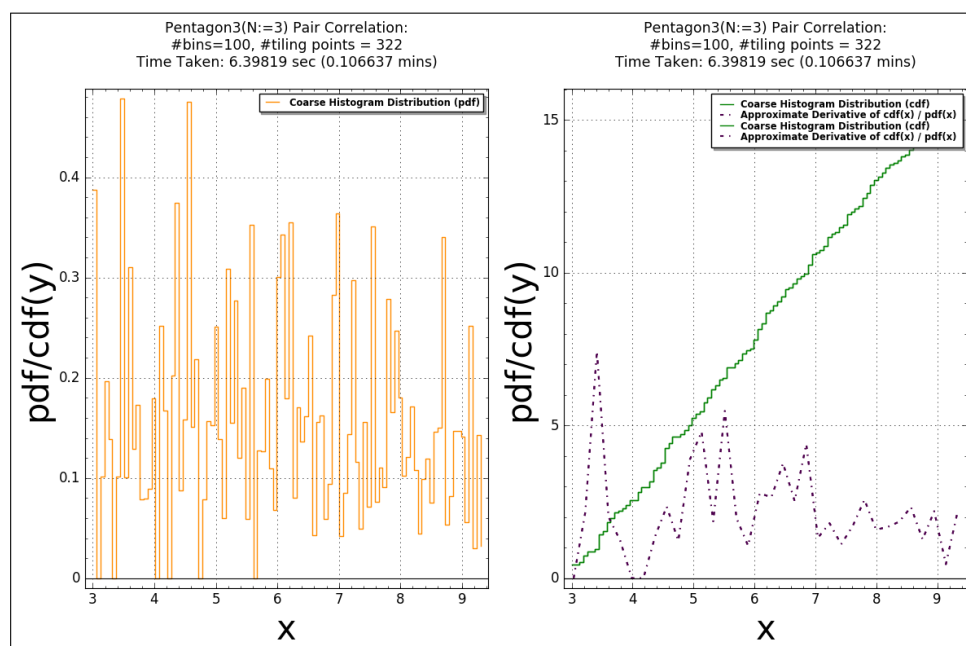 Pentagon3(N:=3) Pair Correlation:
#bins=100, #tiling points = 322
Time Taken: 6.39819 sec (0.106637 mins)
Coarse Histogram Distribution (pdf)
pdf/cdf(y)
0.4
0.3
0.2
0.1
0
3 4 5 6 7 8 9
x
Pentagon3(N:=3) Pair Correlation:
#bins=100, #tiling points = 322
Time Taken: 6.39819 sec (0.106637 mins)
Coarse Histogram Distribution (cdf)
Approximate Derivative of cdf(x) / pdf(x)
Coarse Histogram Distribution (cdf)
Approximate Derivative of cdf(x) / pdf(x)
pdf/cdf(y)
15
10
5
0
3 4 5 6 7 8 9
x